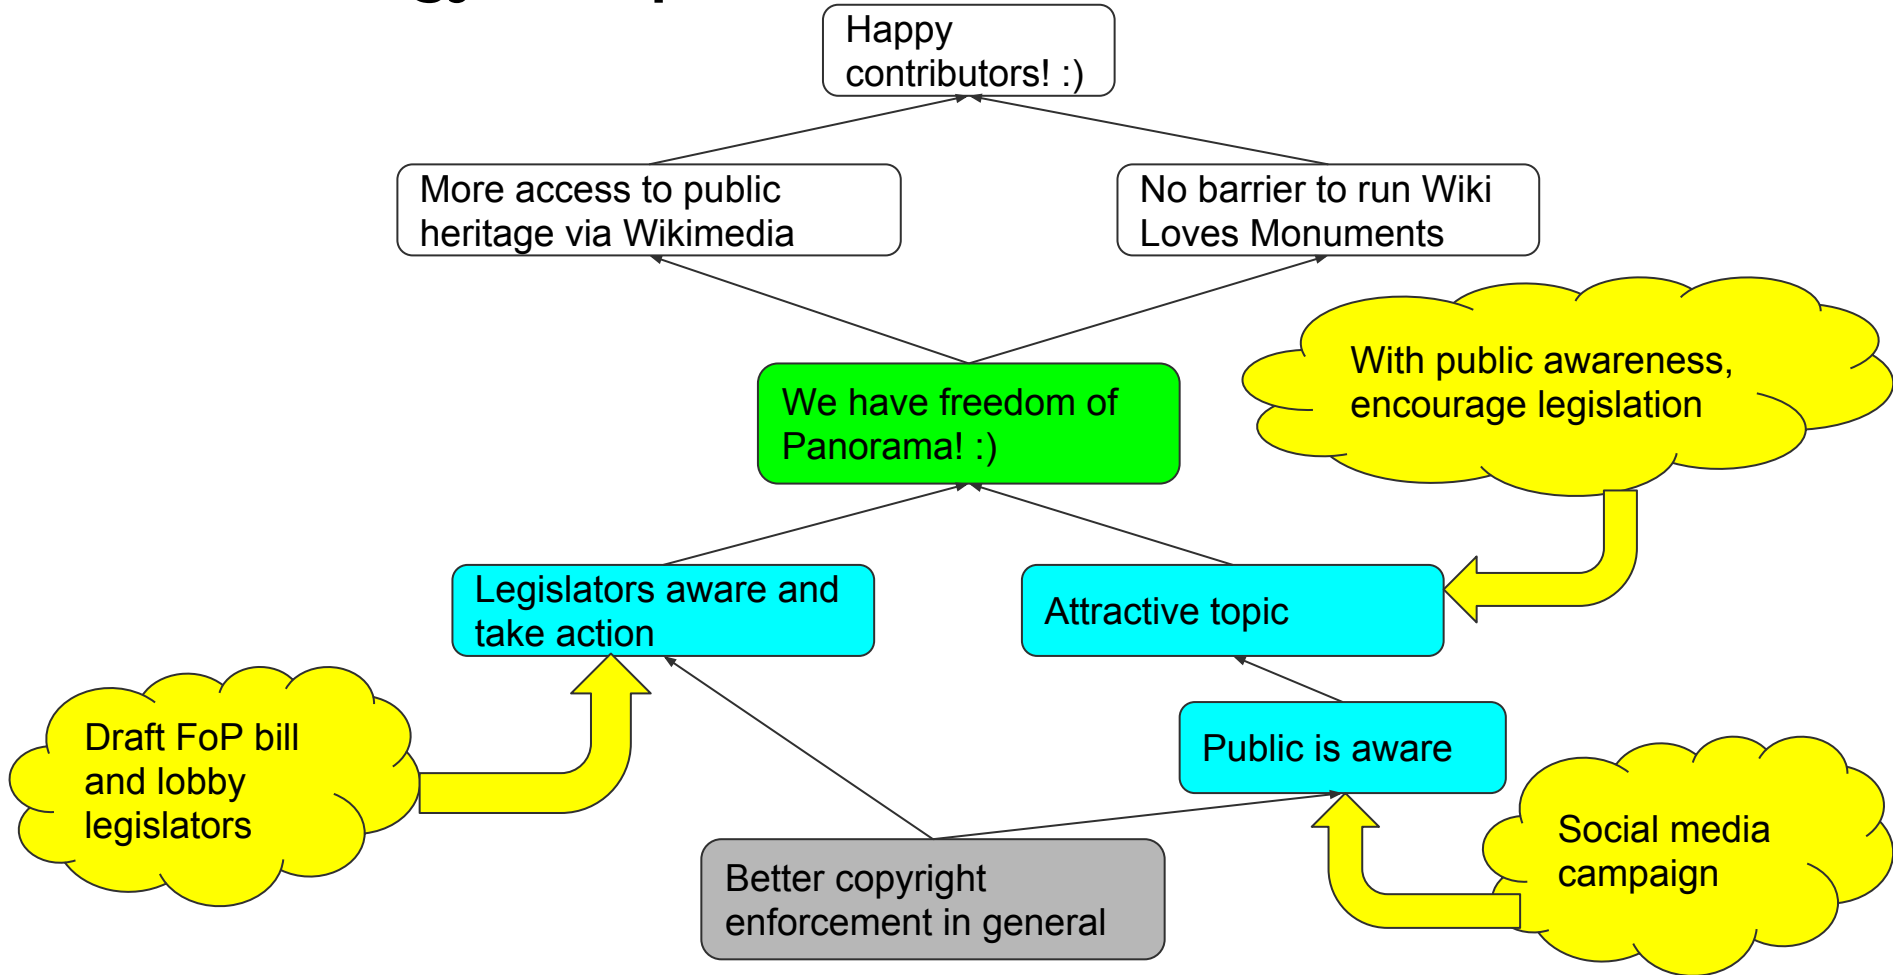 Happy
contributors! :)
More access to public
heritage via Wikimedia
No barrier to run Wiki
Loves Monuments
We have freedom of
Panorama! :)
With public awareness,
encourage legislation
Legislators aware and
take action
Attractive topic
Draft FoP bill
and lobby
legislators
Public is aware
Social media
campaign
Better copyright
enforcement in general